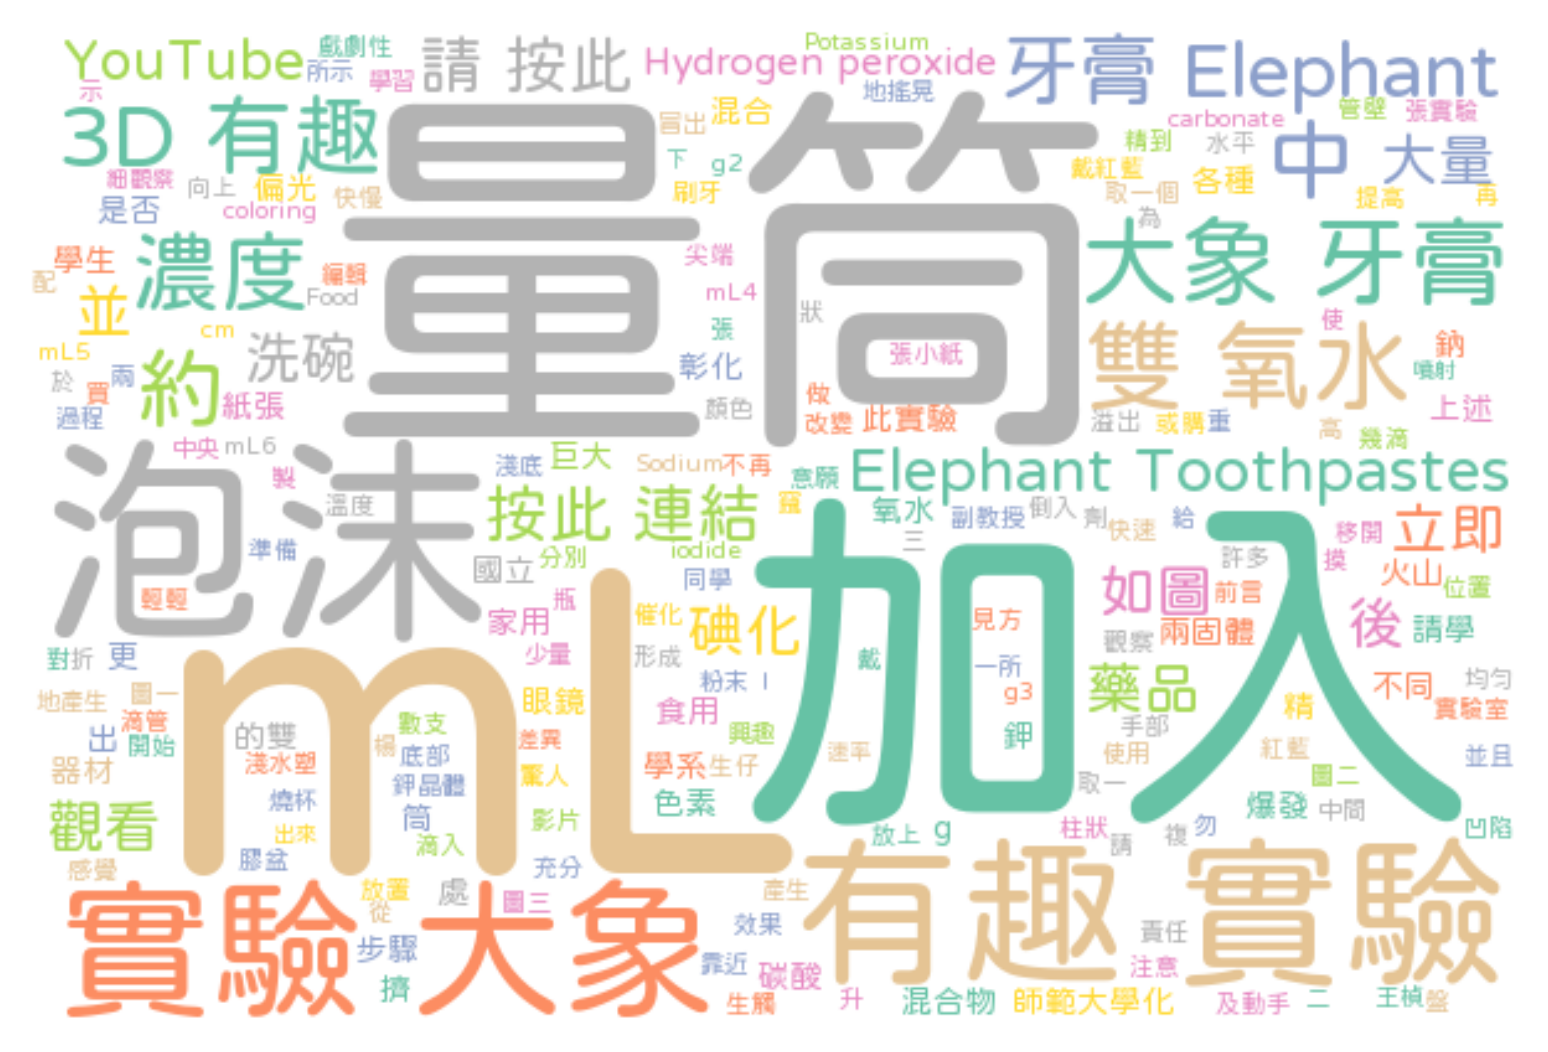 YouTube 戲劇性 請 按此 Hydrogen peroxide Potassium 牙膏 Elephant
示 所示 學習 地搖晃
3D 有趣 量筒 冒出 混合 carbonate 管壁 張實驗
下 g2 精到 水平 中 大量
細觀察 向上 偏光 快慢 刷牙 戴紅藍 各種
是否 coloring 取一個 為 提高 再
學生 濃度 編輯 尖端 大象 牙膏
配 並 Food mL4 狀
mL5 cm 洗碗 張 張小紙 雙 氧水 使 鈉
於 買 兩 約 紙張 彰化 做 噴射
過程 顏色 改變 此實驗 溢出 或購 重 上述
中央 mL6 高 幾滴
泡沫 製 淺底 巨大 Sodium 不再 意願 Elephant Toothpastes
溫度 按此 連結 氧水 副教授 倒入 劑 快速 給 移開 立即
準備 國立 分別 iodide 三 許多 摸
輕輕 瓶 同學 加入 如圖 前言 火山 位置
家用 催化 碘化 見方 兩固體 後 請學
對折 更 少量 形成 戴 觀察
mL 粉末 l 一所 藥品 不同 均勻
地產生 圖一 眼鏡 食用 g3 精 實驗室
滴管 數支 手部
出 開始 的雙 楊 底部 差異 興趣 速率 鉀 使用 紅藍 並且
器材 淺水塑 鉀晶體 驚人 學系 生仔 取一 圖二
觀看 燒杯 筒 影片 色素 爆發 中間
出來 滴入 放上 g 柱狀 請 複 勿 凹陷
感覺 膠盆 充分
實驗 大象 放置 處 圖三 產生 有趣 實驗
從 效果 責任
步驟 靠近 碳酸 注意
擠 生觸 升 混合物 師範大學化 及動手 二 王楨 盤